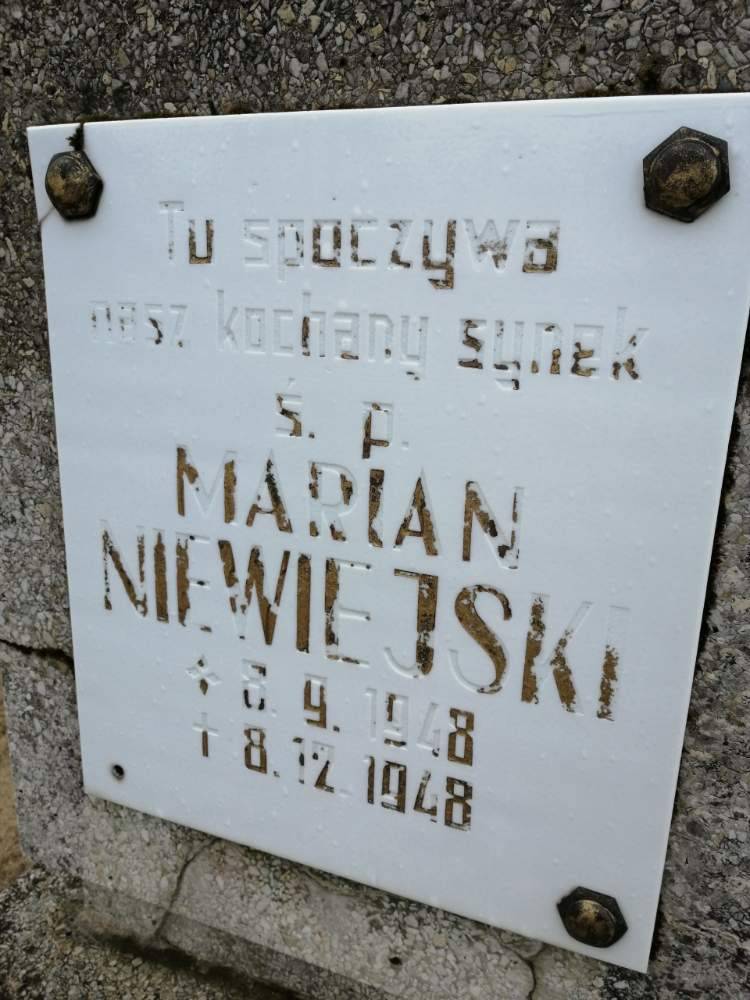 Tu spoczywa
nasz kochany synek
ś. p.
MARIAN
NIEWIEJSKI
8. 9. 1948
† 8. 12. 1948